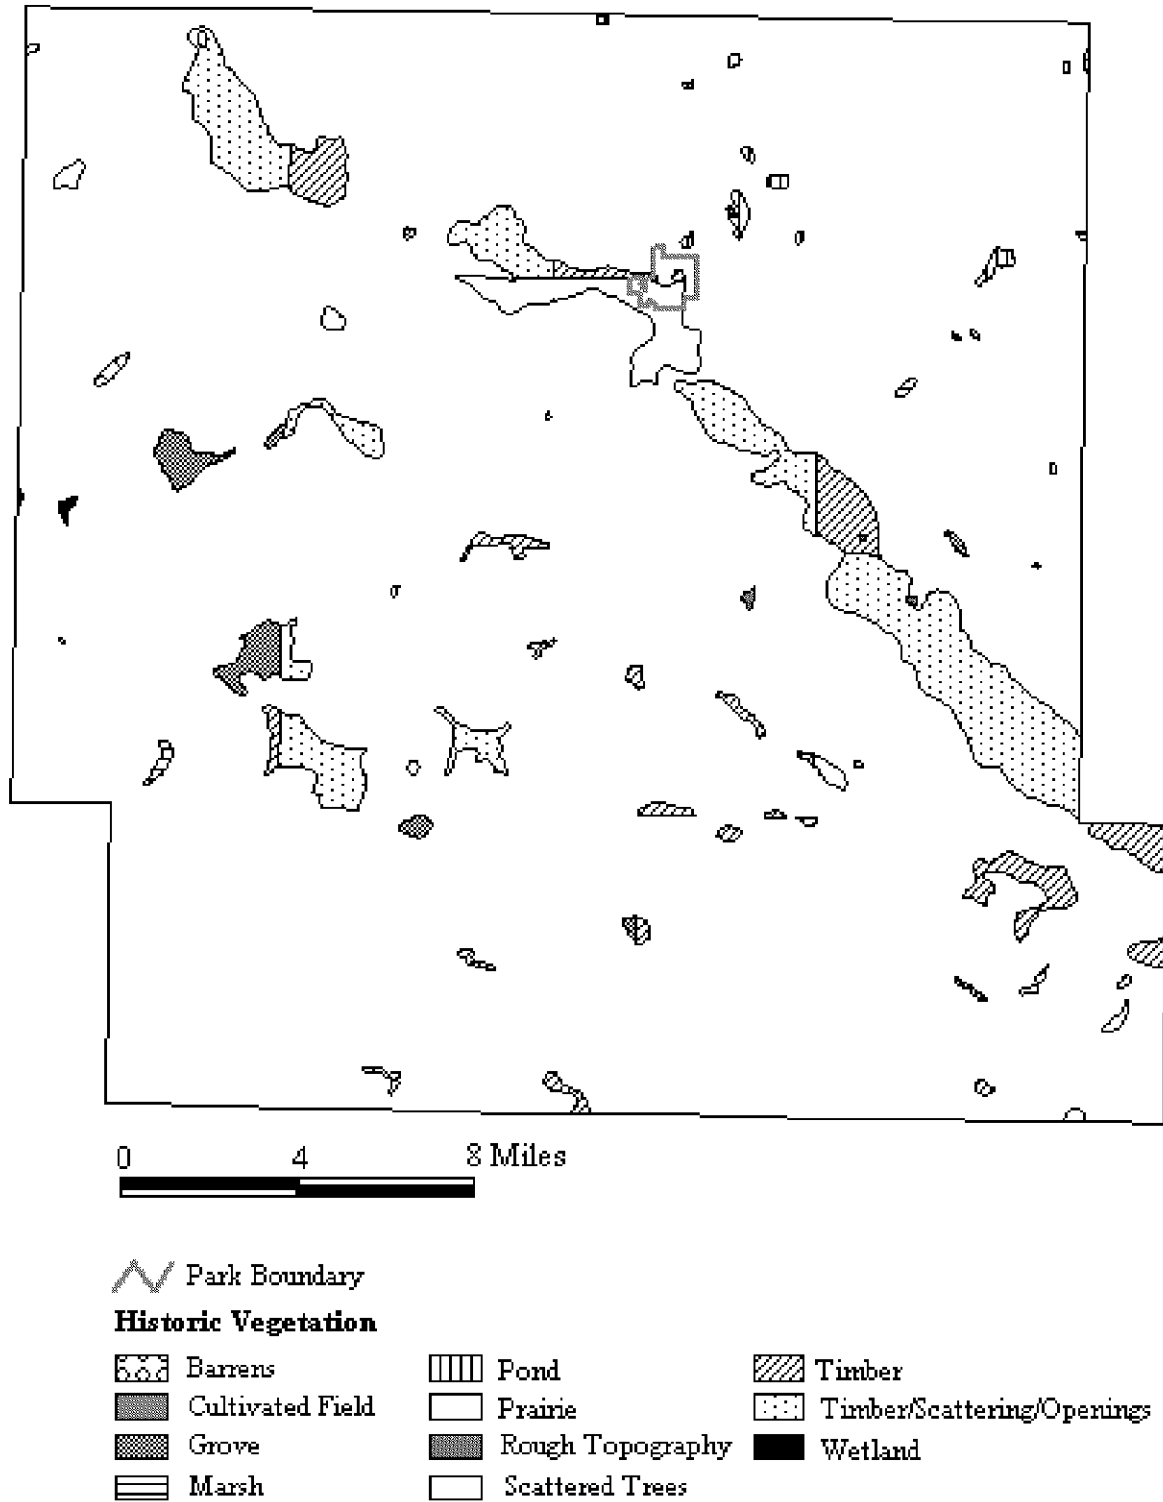 0 4 8 Miles
Park Boundary
Historic Vegetation
Barrens Pond Timber
Cultivated Field Prairie Timber/Scattering/Openings
Grove Rough Topography Wetland
Marsh Scattered Trees